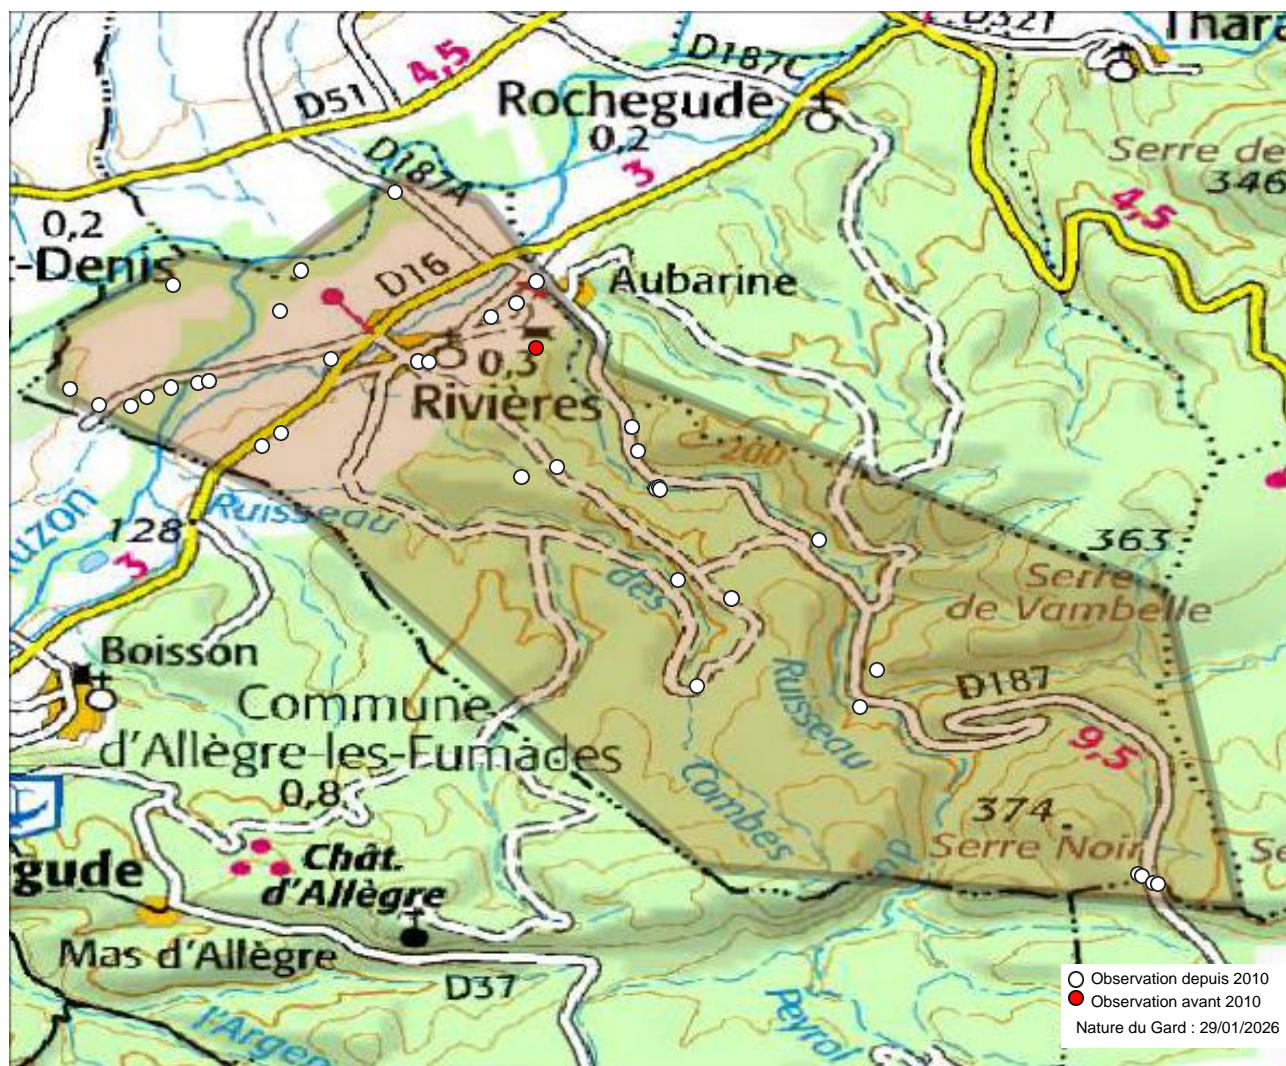 D321
Thara
4,5
D187C
D51
Rochegude
0,2
3
Serre de
346
D187A
4,5
0,2
-Denis
D16
Aubarine
0,3
Rivières
200
Ruisseau
128
3
363
des
Serre
de Vambelle
Boisson
Ruisseau
D187
Commune
d'Allègre-les-Fumades
9,5
0,8
Combes
374
Serre Noir
Se
du
Chât.
d'Allègre
gude
Mas d'Allègre
D37
Observation depuis 2010
Observation avant 2010
Nature du Gard : 29/01/2026
Peyrol
l'Argen